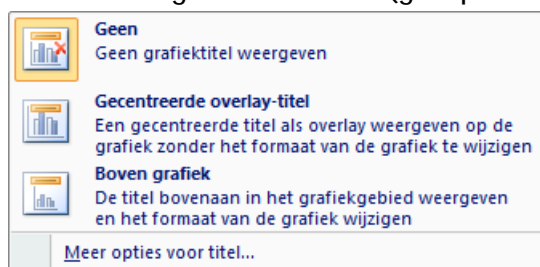 Geen
Geen grafiektitel weergeven
Gecentreerde overlay-titel
Een gecentreerde titel als overlay weergeven op de
grafiek zonder het formaat van de grafiek te wijzigen
Boven grafiek
De titel bovenaan in het grafiekgebied weergeven
en het formaat van de grafiek wijzigen
Meer opties voor titel...